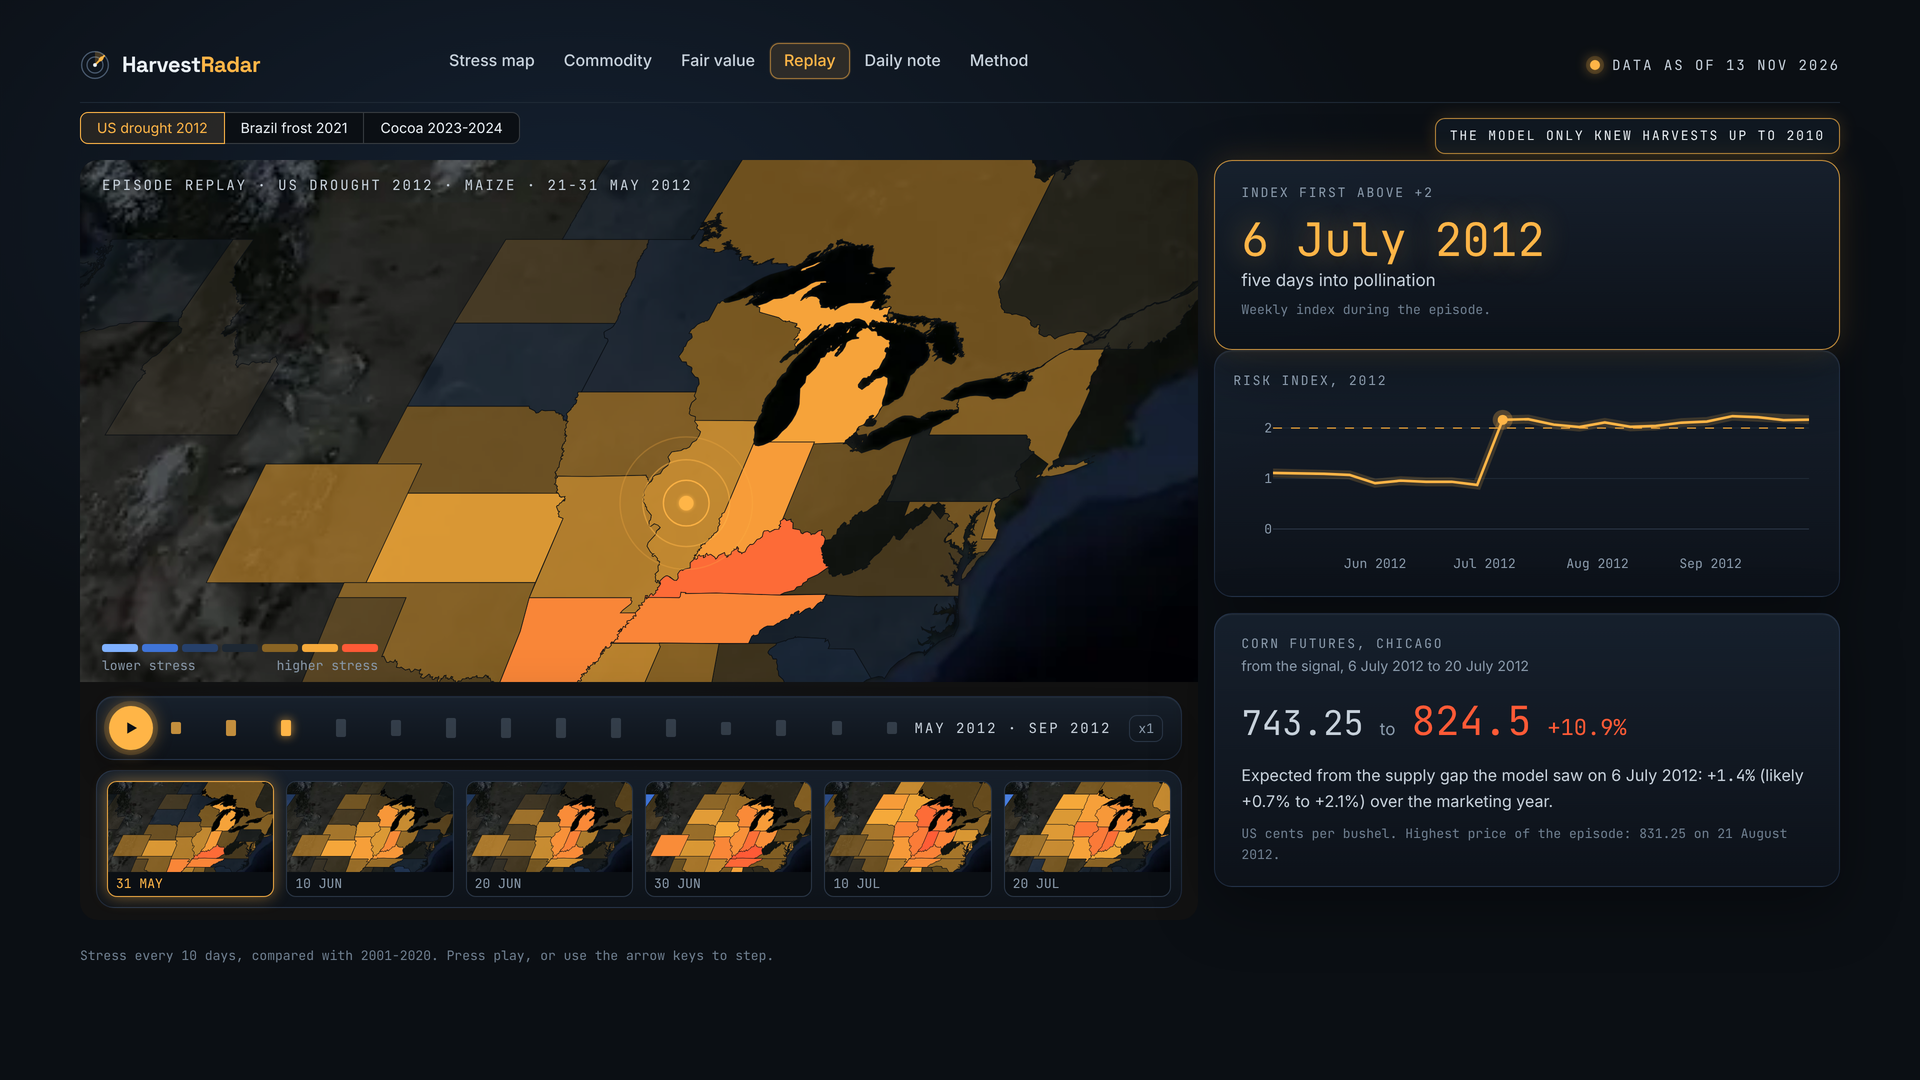 HarvestRadar
Stress map
Commodity
Fair value
Replay
Daily note
Method
DATA AS OF 13 NOV 2026
US drought 2012
Brazil frost 2021
Cocoa 2023-2024
THE MODEL ONLY KNEW HARVESTS UP TO 2010
EPISODE REPLAY · US DROUGHT 2012 · MAIZE · 21-31 MAY 2012
lower stress
higher stress
MAY 2012 · SEP 2012
x1
31 MAY
10 JUN
20 JUN
30 JUN
10 JUL
20 JUL
Stress every 10 days, compared with 2001-2020. Press play, or use the arrow keys to step.
INDEX FIRST ABOVE +2
6 July 2012
five days into pollination
Weekly index during the episode.
RISK INDEX, 2012
2
1
0
Jun 2012
Jul 2012
Aug 2012
Sep 2012
CORN FUTURES, CHICAGO
from the signal, 6 July 2012 to 20 July 2012
743.25 to 824.5 +10.9%
Expected from the supply gap the model saw on 6 July 2012: +1.4% (likely
+0.7% to +2.1%) over the marketing year.
US cents per bushel. Highest price of the episode: 831.25 on 21 August
2012.